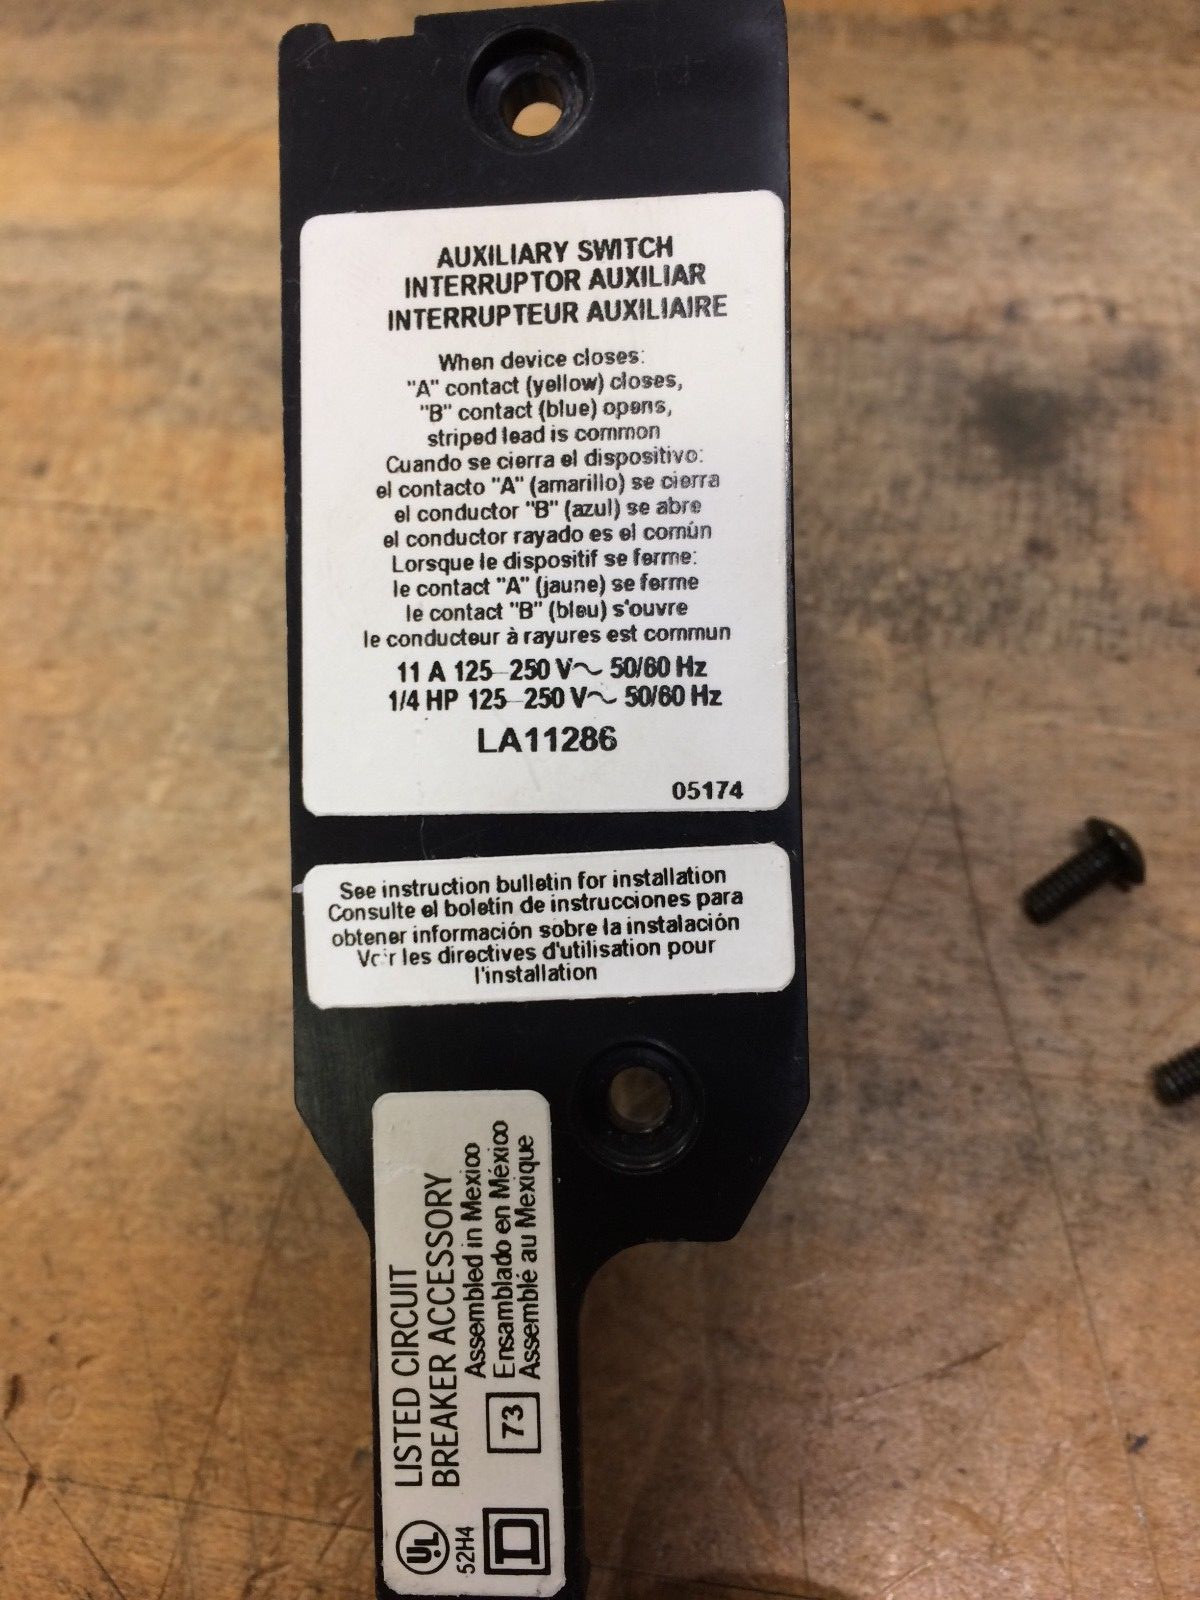 AUXILIARY SWITCH
INTERRUPTOR AUXILIAR
INTERRUPTEUR AUXILIAIRE
When device closes:
"A" contact (yellow) closes,
"B" contact (blue) opens,
striped lead is common
Cuando se cierra el dispositivo:
el contacto "A" (amarillo) se cierra
el conductor "B" (azul) se abre
el conductor rayado es el común
Lorsque le dispositif se ferme:
le contact "A" (jaune) se ferme
le contact "B" (bleu) s'ouvre
le conducteur à rayures est commun
11 A 125-250 V~ 50/60 Hz
1/4 HP 125-250 V~ 50/60 Hz
LA11286
05174
See instruction bulletin for installation
Consulte el boletín de instrucciones para
obtener información sobre la instalación
Voir les directives d'utilisation pour
l'installation
LISTED CIRCUIT
BREAKER ACCESSORY
Assembled in Mexico
Ensamblado en México
Assemblé au Mexique
73
UL
52H4
D